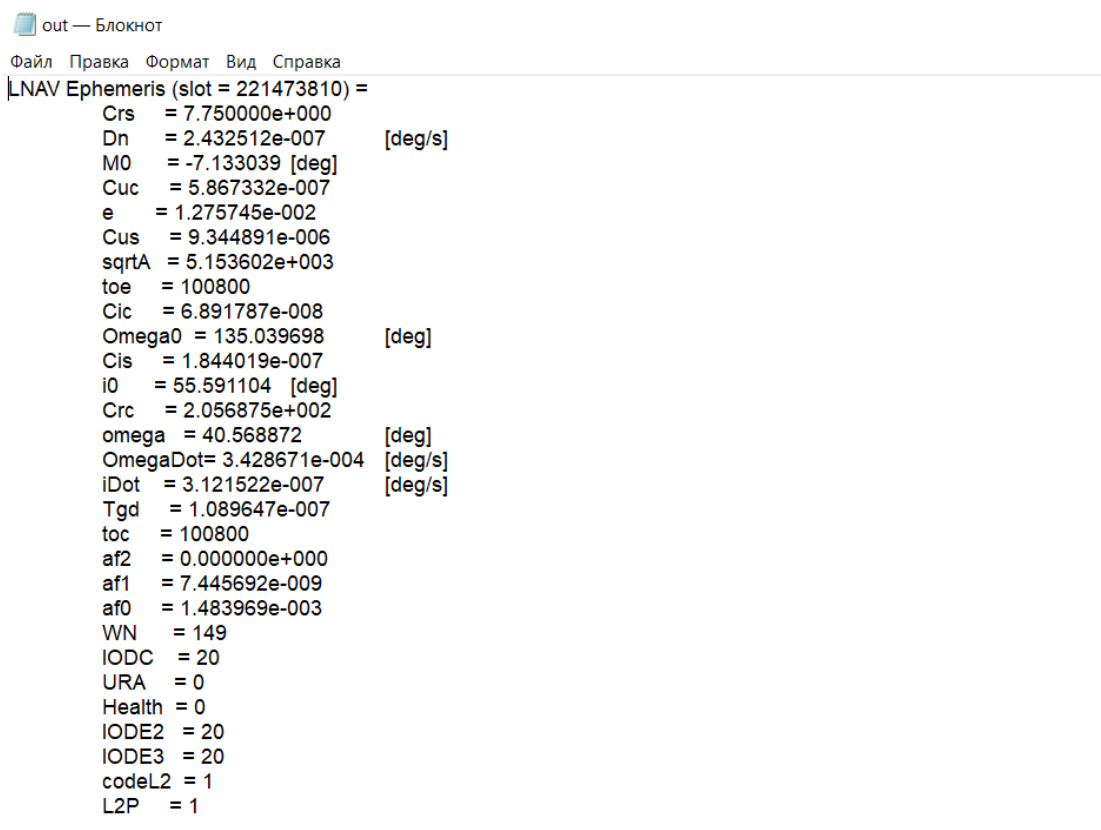 out — Блокнот
Файл Правка Формат Вид Справка
LNAV Ephemeris (slot = 221473810) =
Crs = 7.750000e+000
Dn = 2.432512e-007 [deg/s]
M0 = -7.133039 [deg]
Cuc = 5.867332e-007
e = 1.275745e-002
Cus = 9.344891e-006
sqrtA = 5.153602e+003
toe = 100800
Cic = 6.891787e-008
Omega0 = 135.039698 [deg]
Cis = 1.844019e-007
i0 = 55.591104 [deg]
Crc = 2.056875e+002
omega = 40.568872 [deg]
OmegaDot= 3.428671e-004 [deg/s]
iDot = 3.121522e-007 [deg/s]
Tgd = 1.089647e-007
toc = 100800
af2 = 0.000000e+000
af1 = 7.445692e-009
af0 = 1.483969e-003
WN = 149
IODC = 20
URA = 0
Health = 0
IODE2 = 20
IODE3 = 20
codeL2 = 1
L2P = 1